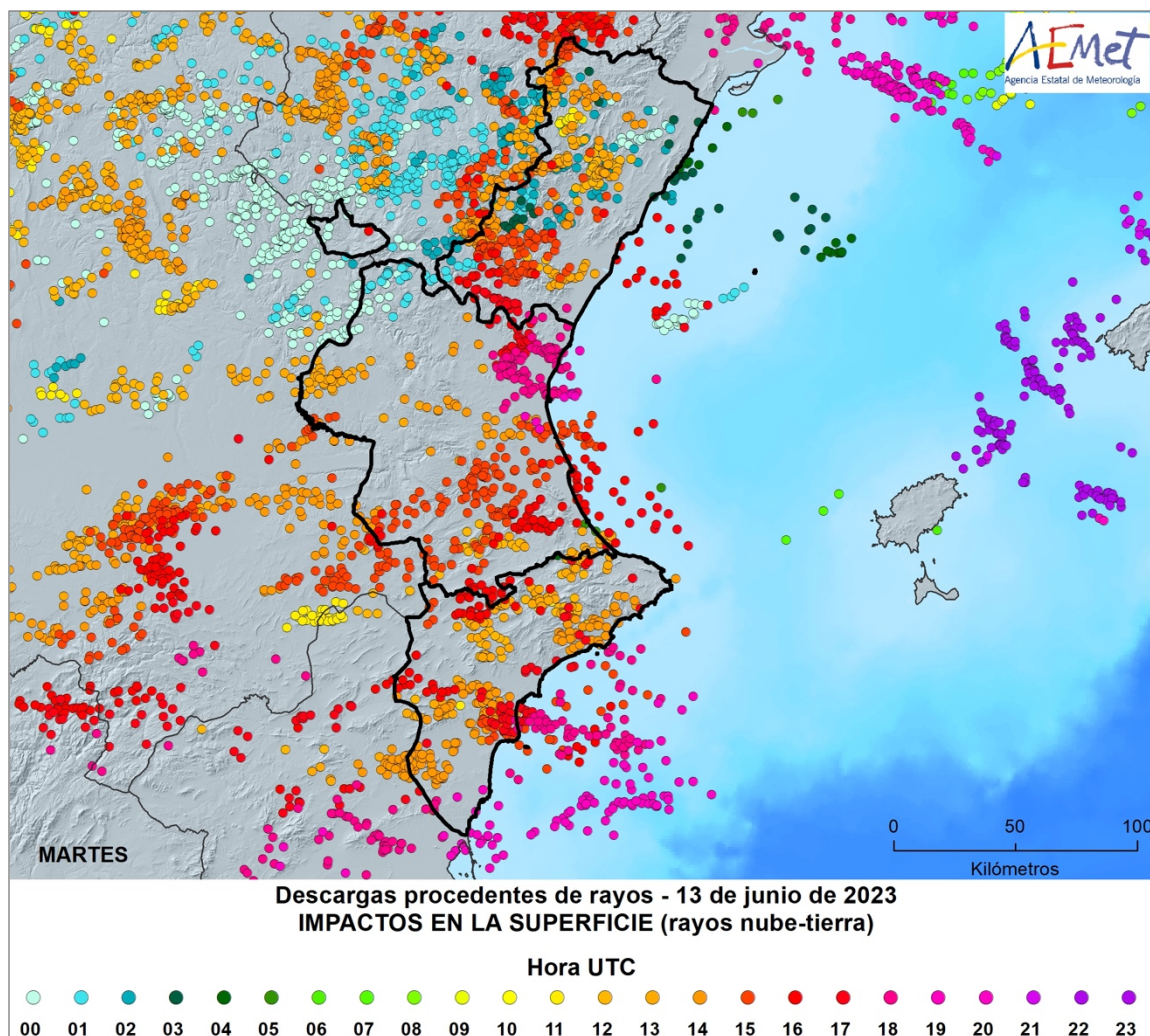 AEMet
Agencia Estatal de Meteorología
0 50 100
Kilómetros
MARTES
Descargas procedentes de rayos - 13 de junio de 2023
IMPACTOS EN LA SUPERFICIE (rayos nube-tierra)
Hora UTC
00 01 02 03 04 05 06 07 08 09 10 11 12 13 14 15 16 17 18 19 20 21 22 23